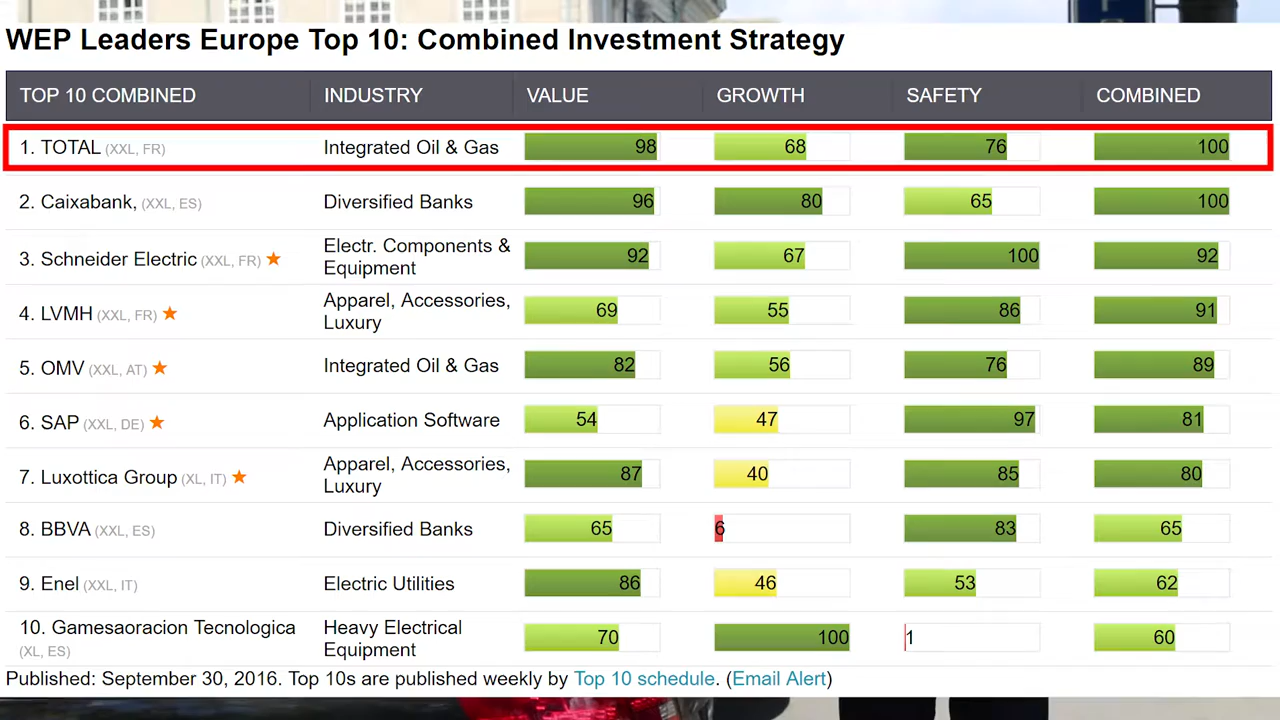 WEP Leaders Europe Top 10: Combined Investment Strategy
TOP 10 COMBINED INDUSTRY VALUE GROWTH SAFETY COMBINED
1. TOTAL (XXL, FR) Integrated Oil & Gas 98 68 76 100
2. Caixabank, (XXL, ES) Diversified Banks 96 80 65 100
3. Schneider Electric (XXL, FR) Electr. Components & Equipment 92 67 100 92
4. LVMH (XXL, FR) Apparel, Accessories, Luxury 69 55 86 91
5. OMV (XXL, AT) Integrated Oil & Gas 82 56 76 89
6. SAP (XXL, DE) Application Software 54 47 97 81
7. Luxottica Group (XL, IT) Apparel, Accessories, Luxury 87 40 85 80
8. BBVA (XXL, ES) Diversified Banks 65 6 83 65
9. Enel (XXL, IT) Electric Utilities 86 46 53 62
10. Gamesaoracion Tecnologica (XL, ES) Heavy Electrical Equipment 70 100 1 60
Published: September 30, 2016. Top 10s are published weekly by Top 10 schedule. (Email Alert)